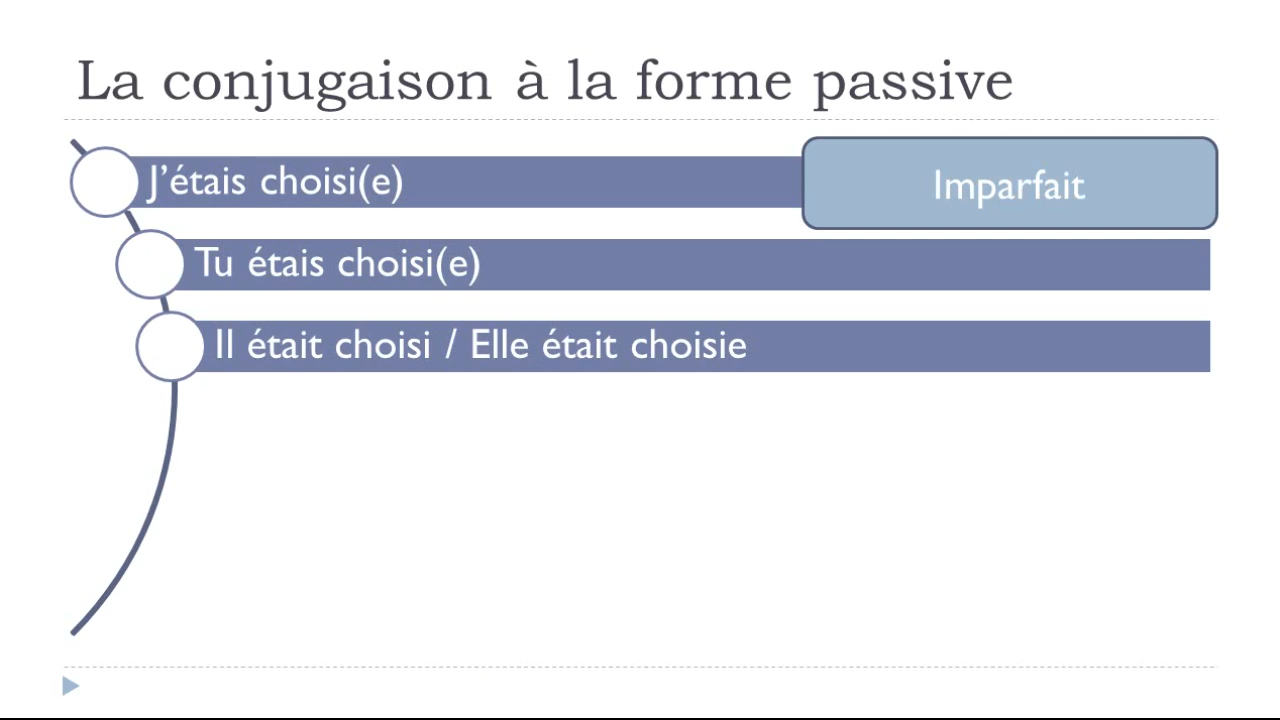 La conjugaison à la forme passive
J’étais choisi(e)
Imparfait
Tu étais choisi(e)
Il était choisi / Elle était choisie